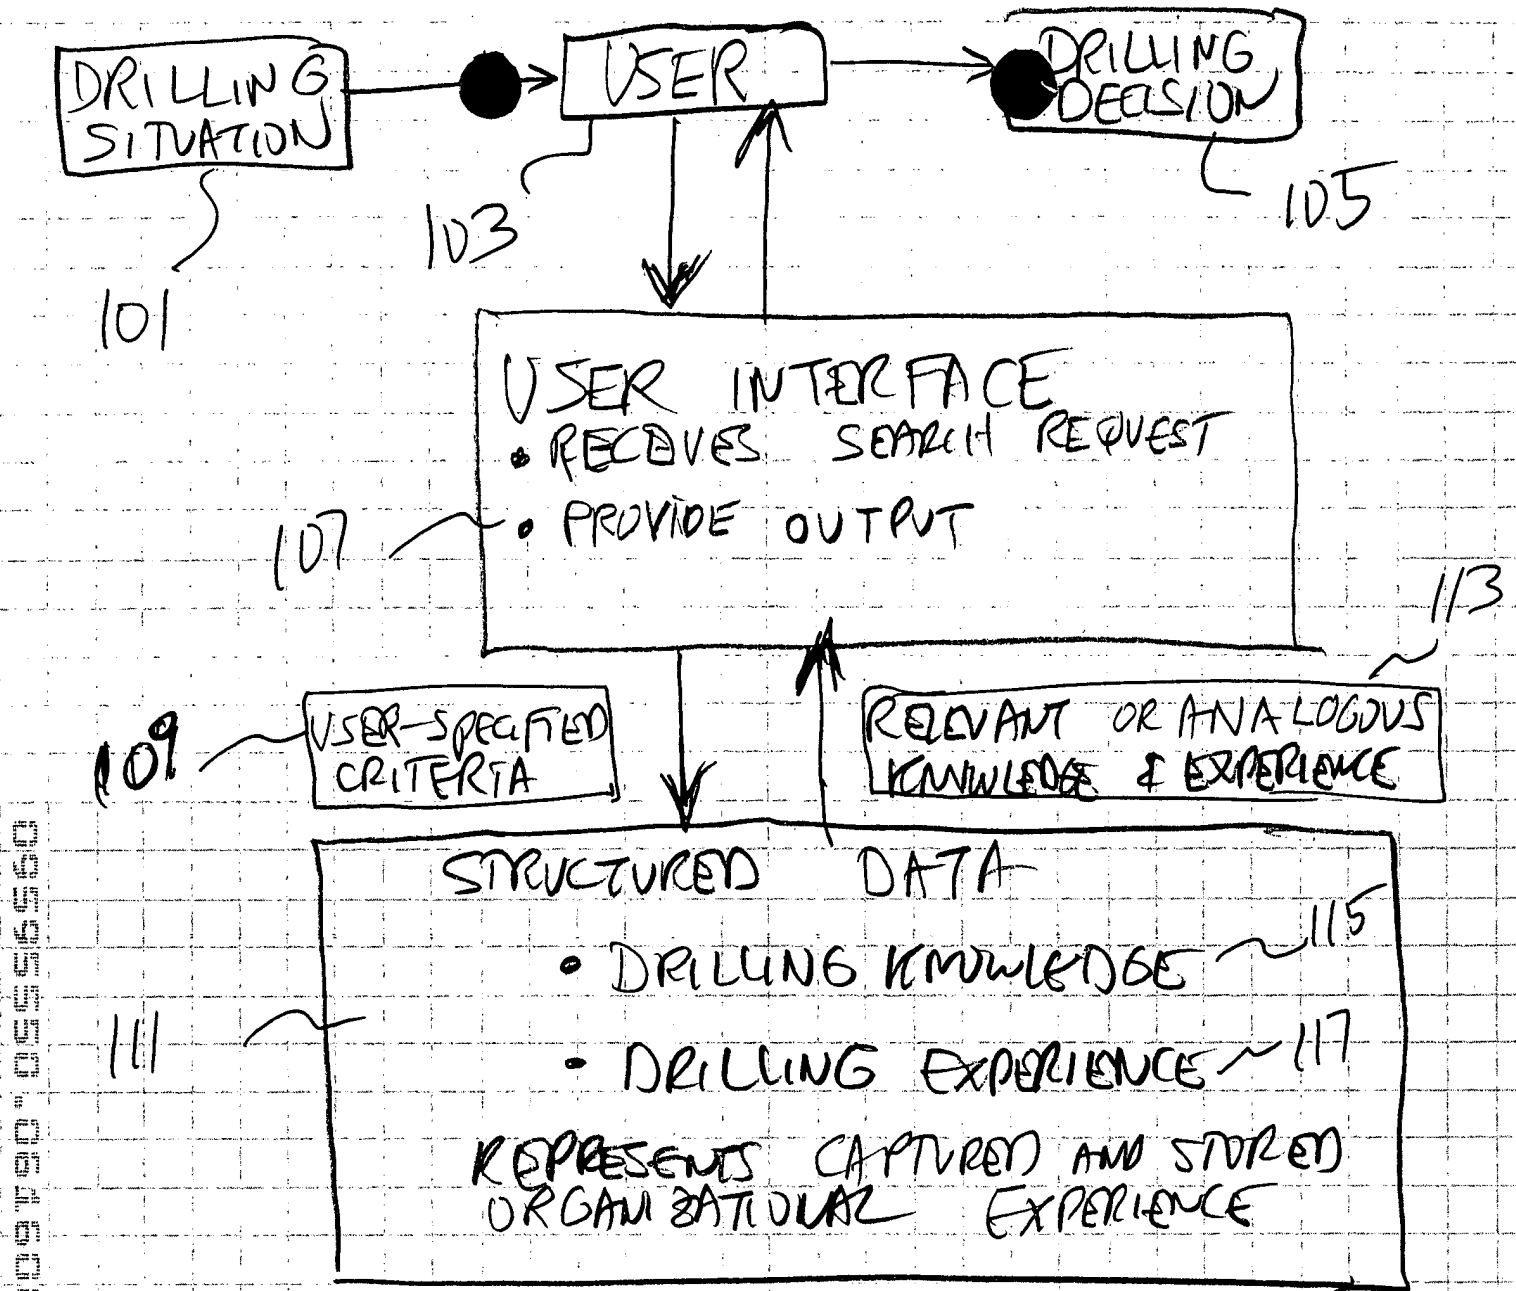 DRILLING
SITUATION
USER
DRILLING
DECISION
101
103
105
USER INTERFACE
• RECEIVES SEARCH REQUEST
• PROVIDE OUTPUT
107
113
109
USER-SPECIFIED
CRITERIA
RELEVANT OR ANALOGOUS
KNOWLEDGE & EXPERIENCE
STRUCTURED DATA
• DRILLING KNOWLEDGE
115
111
• DRILLING EXPERIENCE
117
REPRESENTS CAPTURED AND STORED
ORGANIZATIONAL EXPERIENCE